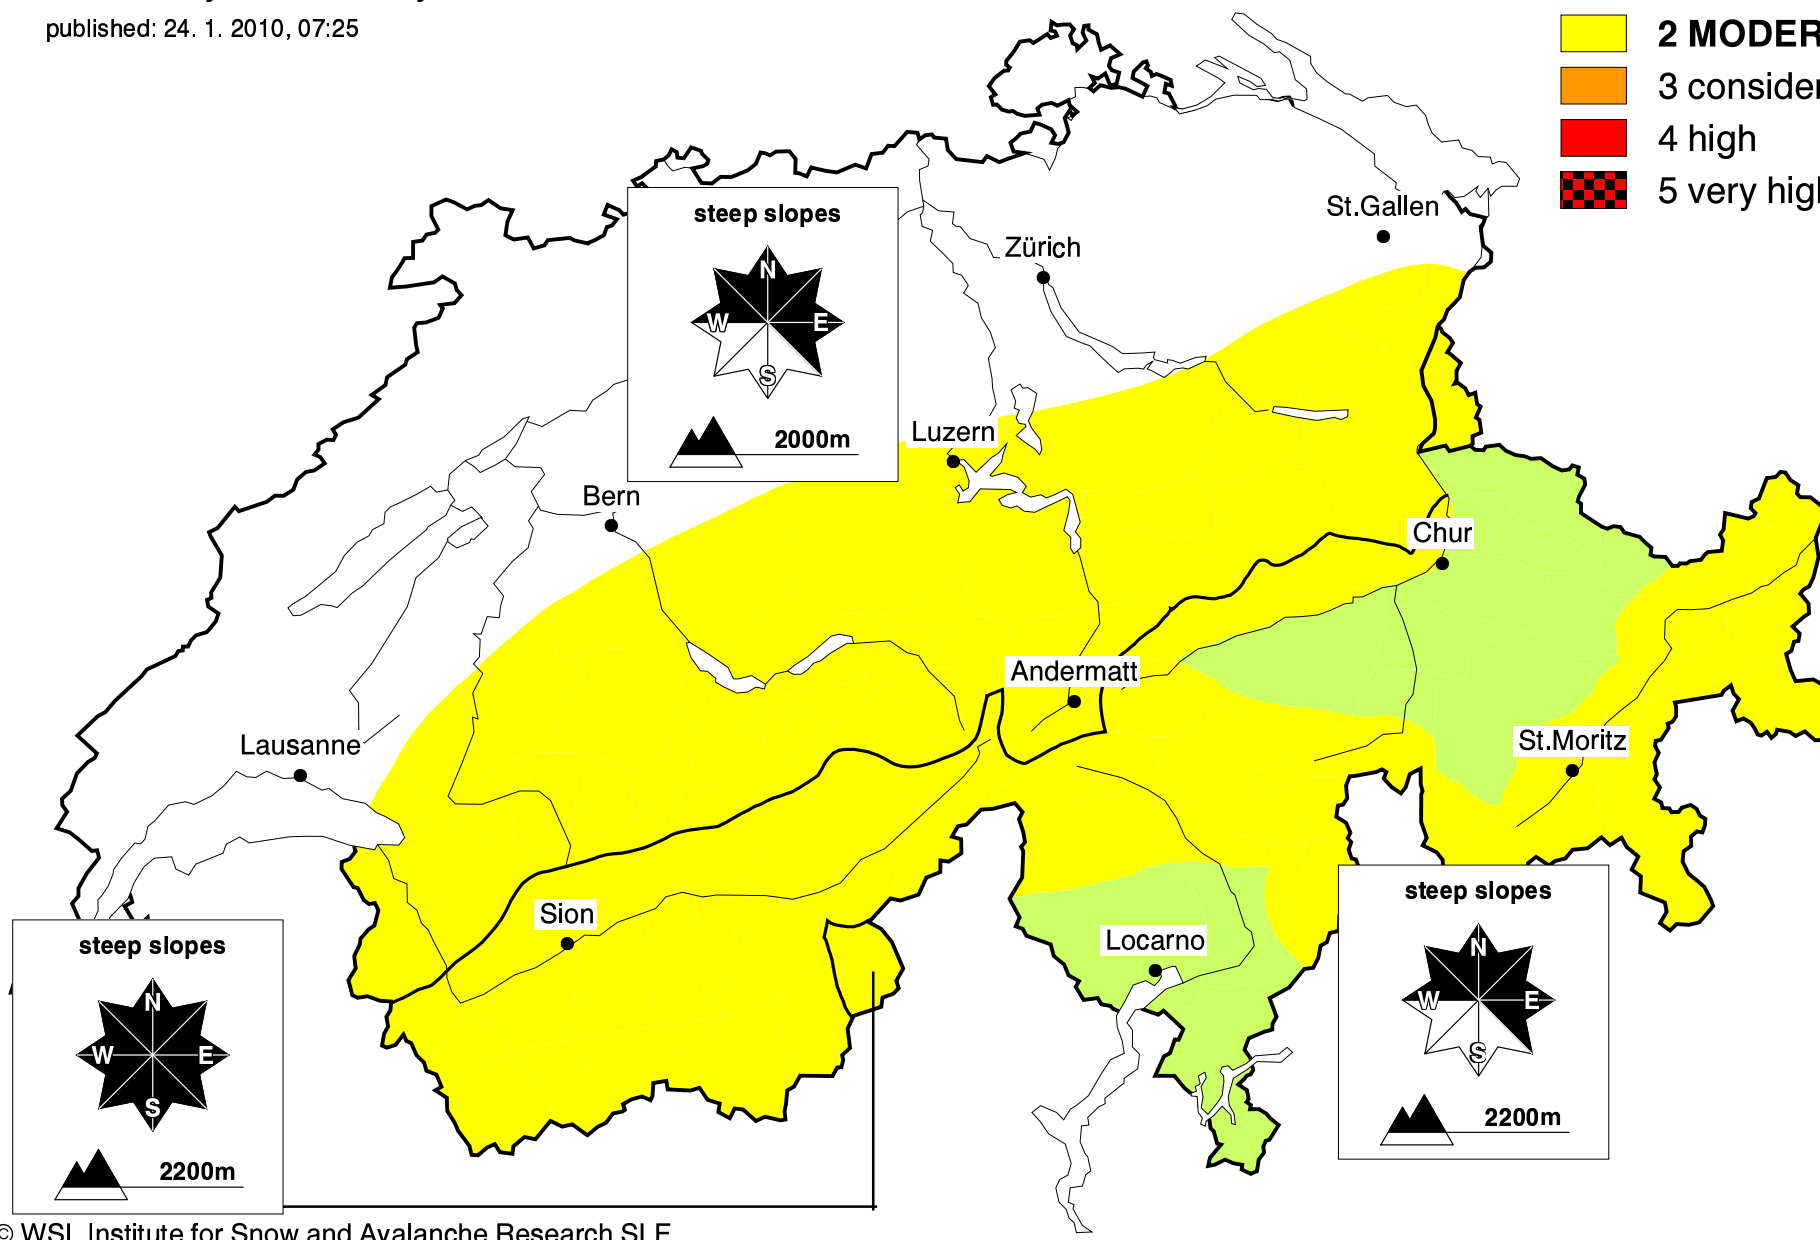 published: 24. 1. 2010, 07:25
2 MODER
3 consider
4 high
5 very high
St.Gallen
Zürich
steep slopes
N
W
E
S
2000m
Luzern
Bern
Chur
Andermatt
Lausanne
St.Moritz
Sion
Locarno
steep slopes
N
W
E
S
2200m
steep slopes
N
W
E
S
2200m
© WSL Institute for Snow and Avalanche Research SLF